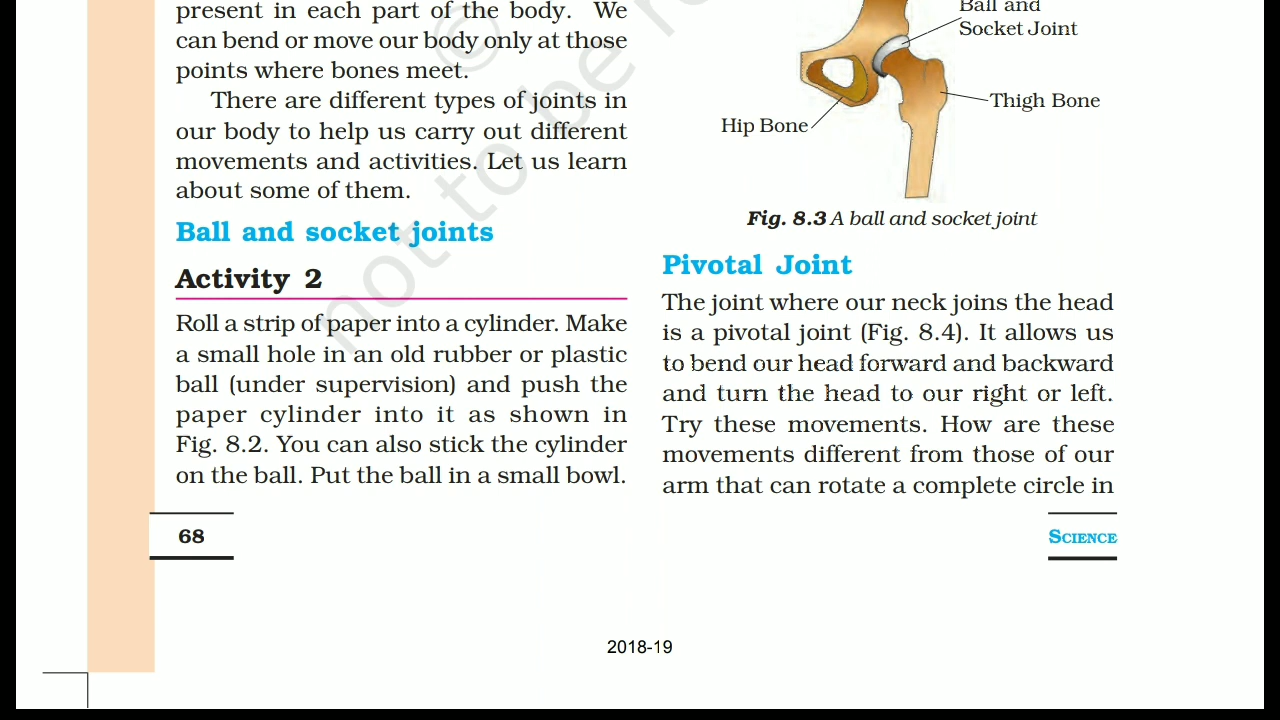 present in each part of the body. We
can bend or move our body only at those
points where bones meet.
There are different types of joints in
our body to help us carry out different
movements and activities. Let us learn
about some of them.
Ball and socket joints
Activity 2
Roll a strip of paper into a cylinder. Make
a small hole in an old rubber or plastic
ball (under supervision) and push the
paper cylinder into it as shown in
Fig. 8.2. You can also stick the cylinder
on the ball. Put the ball in a small bowl.
Ball and
Socket Joint
Thigh Bone
Hip Bone
Fig. 8.3 A ball and socket joint
Pivotal Joint
The joint where our neck joins the head
is a pivotal joint (Fig. 8.4). It allows us
to bend our head forward and backward
and turn the head to our right or left.
Try these movements. How are these
movements different from those of our
arm that can rotate a complete circle in
68
SCIENCE
2018-19
©
not to be